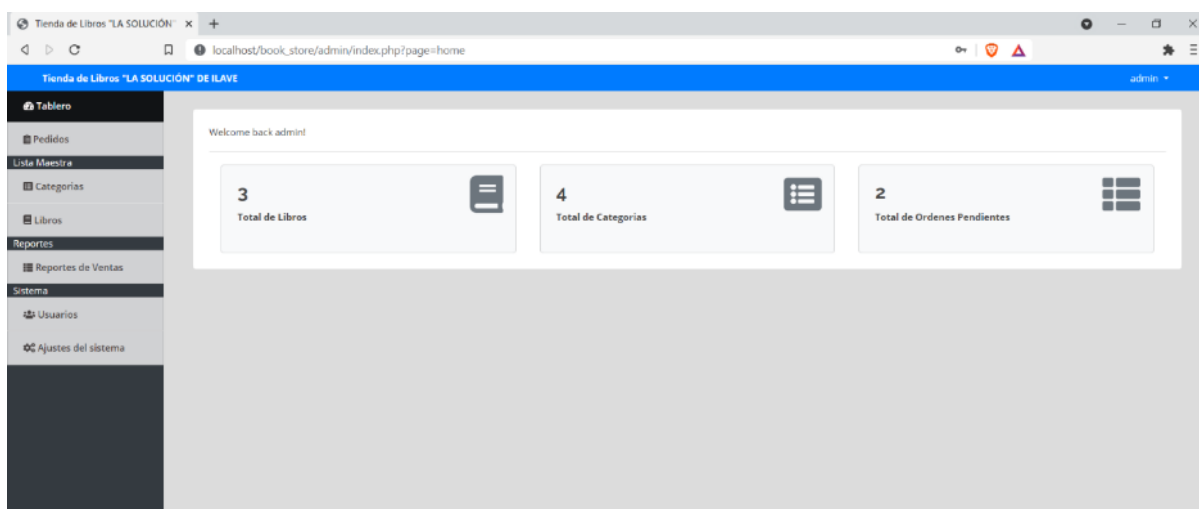 Tienda de Libros "LA SOLUCIÓN"
localhost/book_store/admin/index.php?page=home
Tienda de Libros "LA SOLUCIÓN" DE ILAVE
admin
Tablero
Pedidos
Lista Maestra
Categorias
Libros
Reportes
Reportes de Ventas
Sistema
Usuarios
Ajustes del sistema
Welcome back admin!
3
Total de Libros
4
Total de Categorias
2
Total de Ordenes Pendientes